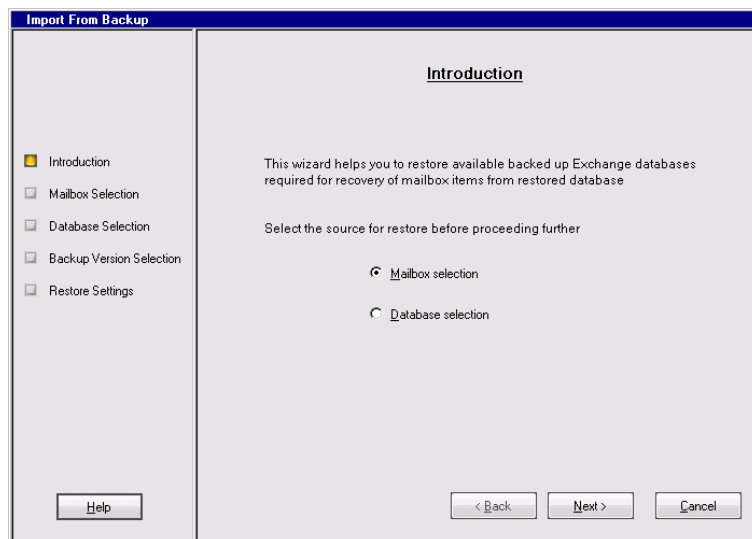 Import From Backup
Introduction
Mailbox Selection
Database Selection
Backup Version Selection
Restore Settings
Help
Introduction
This wizard helps you to restore available backed up Exchange databases
required for recovery of mailbox items from restored database
Select the source for restore before proceeding further
Mailbox selection
Database selection
< Back
Next >
Cancel